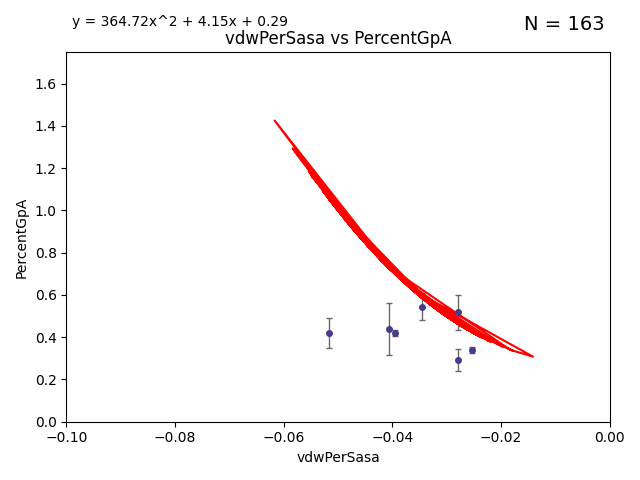 y = 364.72x^2 + 4.15x + 0.29
N = 163
vdwPerSasa vs PercentGpA
PercentGpA
1.6
1.4
1.2
1.0
0.8
0.6
0.4
0.2
0.0
−0.10 −0.08 −0.06 −0.04 −0.02 0.00
vdwPerSasa